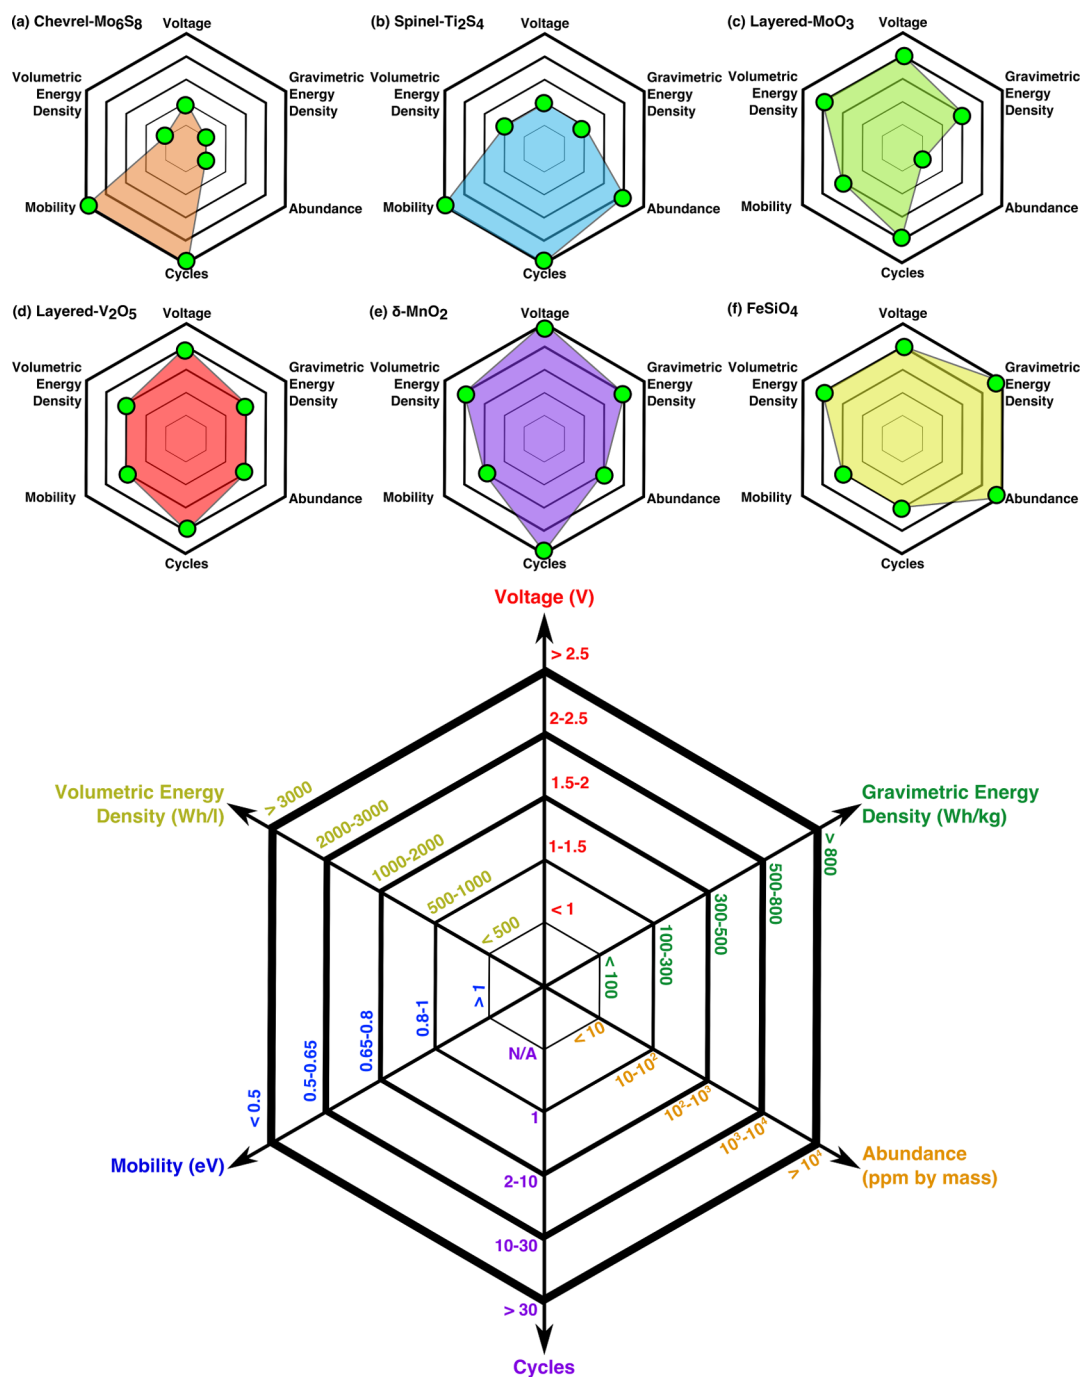 (a) Chevrel-Mo6S8
Voltage
Volumetric
Energy
Density
Gravimetric
Energy
Density
Mobility
Abundance
Cycles
(b) Spinel-Ti2S4
Voltage
Volumetric
Energy
Density
Gravimetric
Energy
Density
Mobility
Abundance
Cycles
(c) Layered-MoO3
Voltage
Volumetric
Energy
Density
Gravimetric
Energy
Density
Mobility
Abundance
Cycles
(d) Layered-V2O5
Voltage
Volumetric
Energy
Density
Gravimetric
Energy
Density
Mobility
Abundance
Cycles
(e) δ-MnO2
Voltage
Volumetric
Energy
Density
Gravimetric
Energy
Density
Mobility
Abundance
Cycles
(f) FeSiO4
Voltage
Volumetric
Energy
Density
Gravimetric
Energy
Density
Mobility
Abundance
Cycles
Voltage (V)
> 2.5
2-2.5
1.5-2
1-1.5
< 1
Volumetric Energy
Density (Wh/l)
> 3000
2000-3000
1000-2000
500-1000
< 500
Gravimetric Energy
Density (Wh/kg)
> 800
500-800
300-500
100-300
< 100
Mobility (eV)
< 0.5
0.5-0.65
0.65-0.8
0.8-1
> 1
Abundance
(ppm by mass)
< 10
10-10²
10²-10³
10³-10⁴
> 10⁴
N/A
1
2-10
10-30
> 30
Cycles